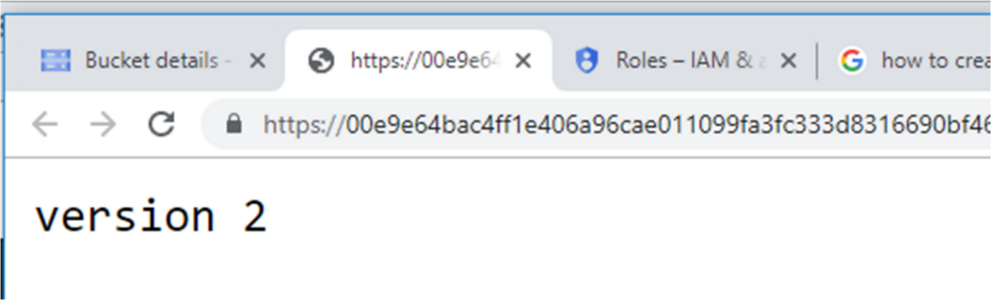 Bucket details -
https://00e9e64
Roles – IAM & a
how to crea
https://00e9e64bac4ff1e406a96cae011099fa3fc333d8316690bf46
version 2